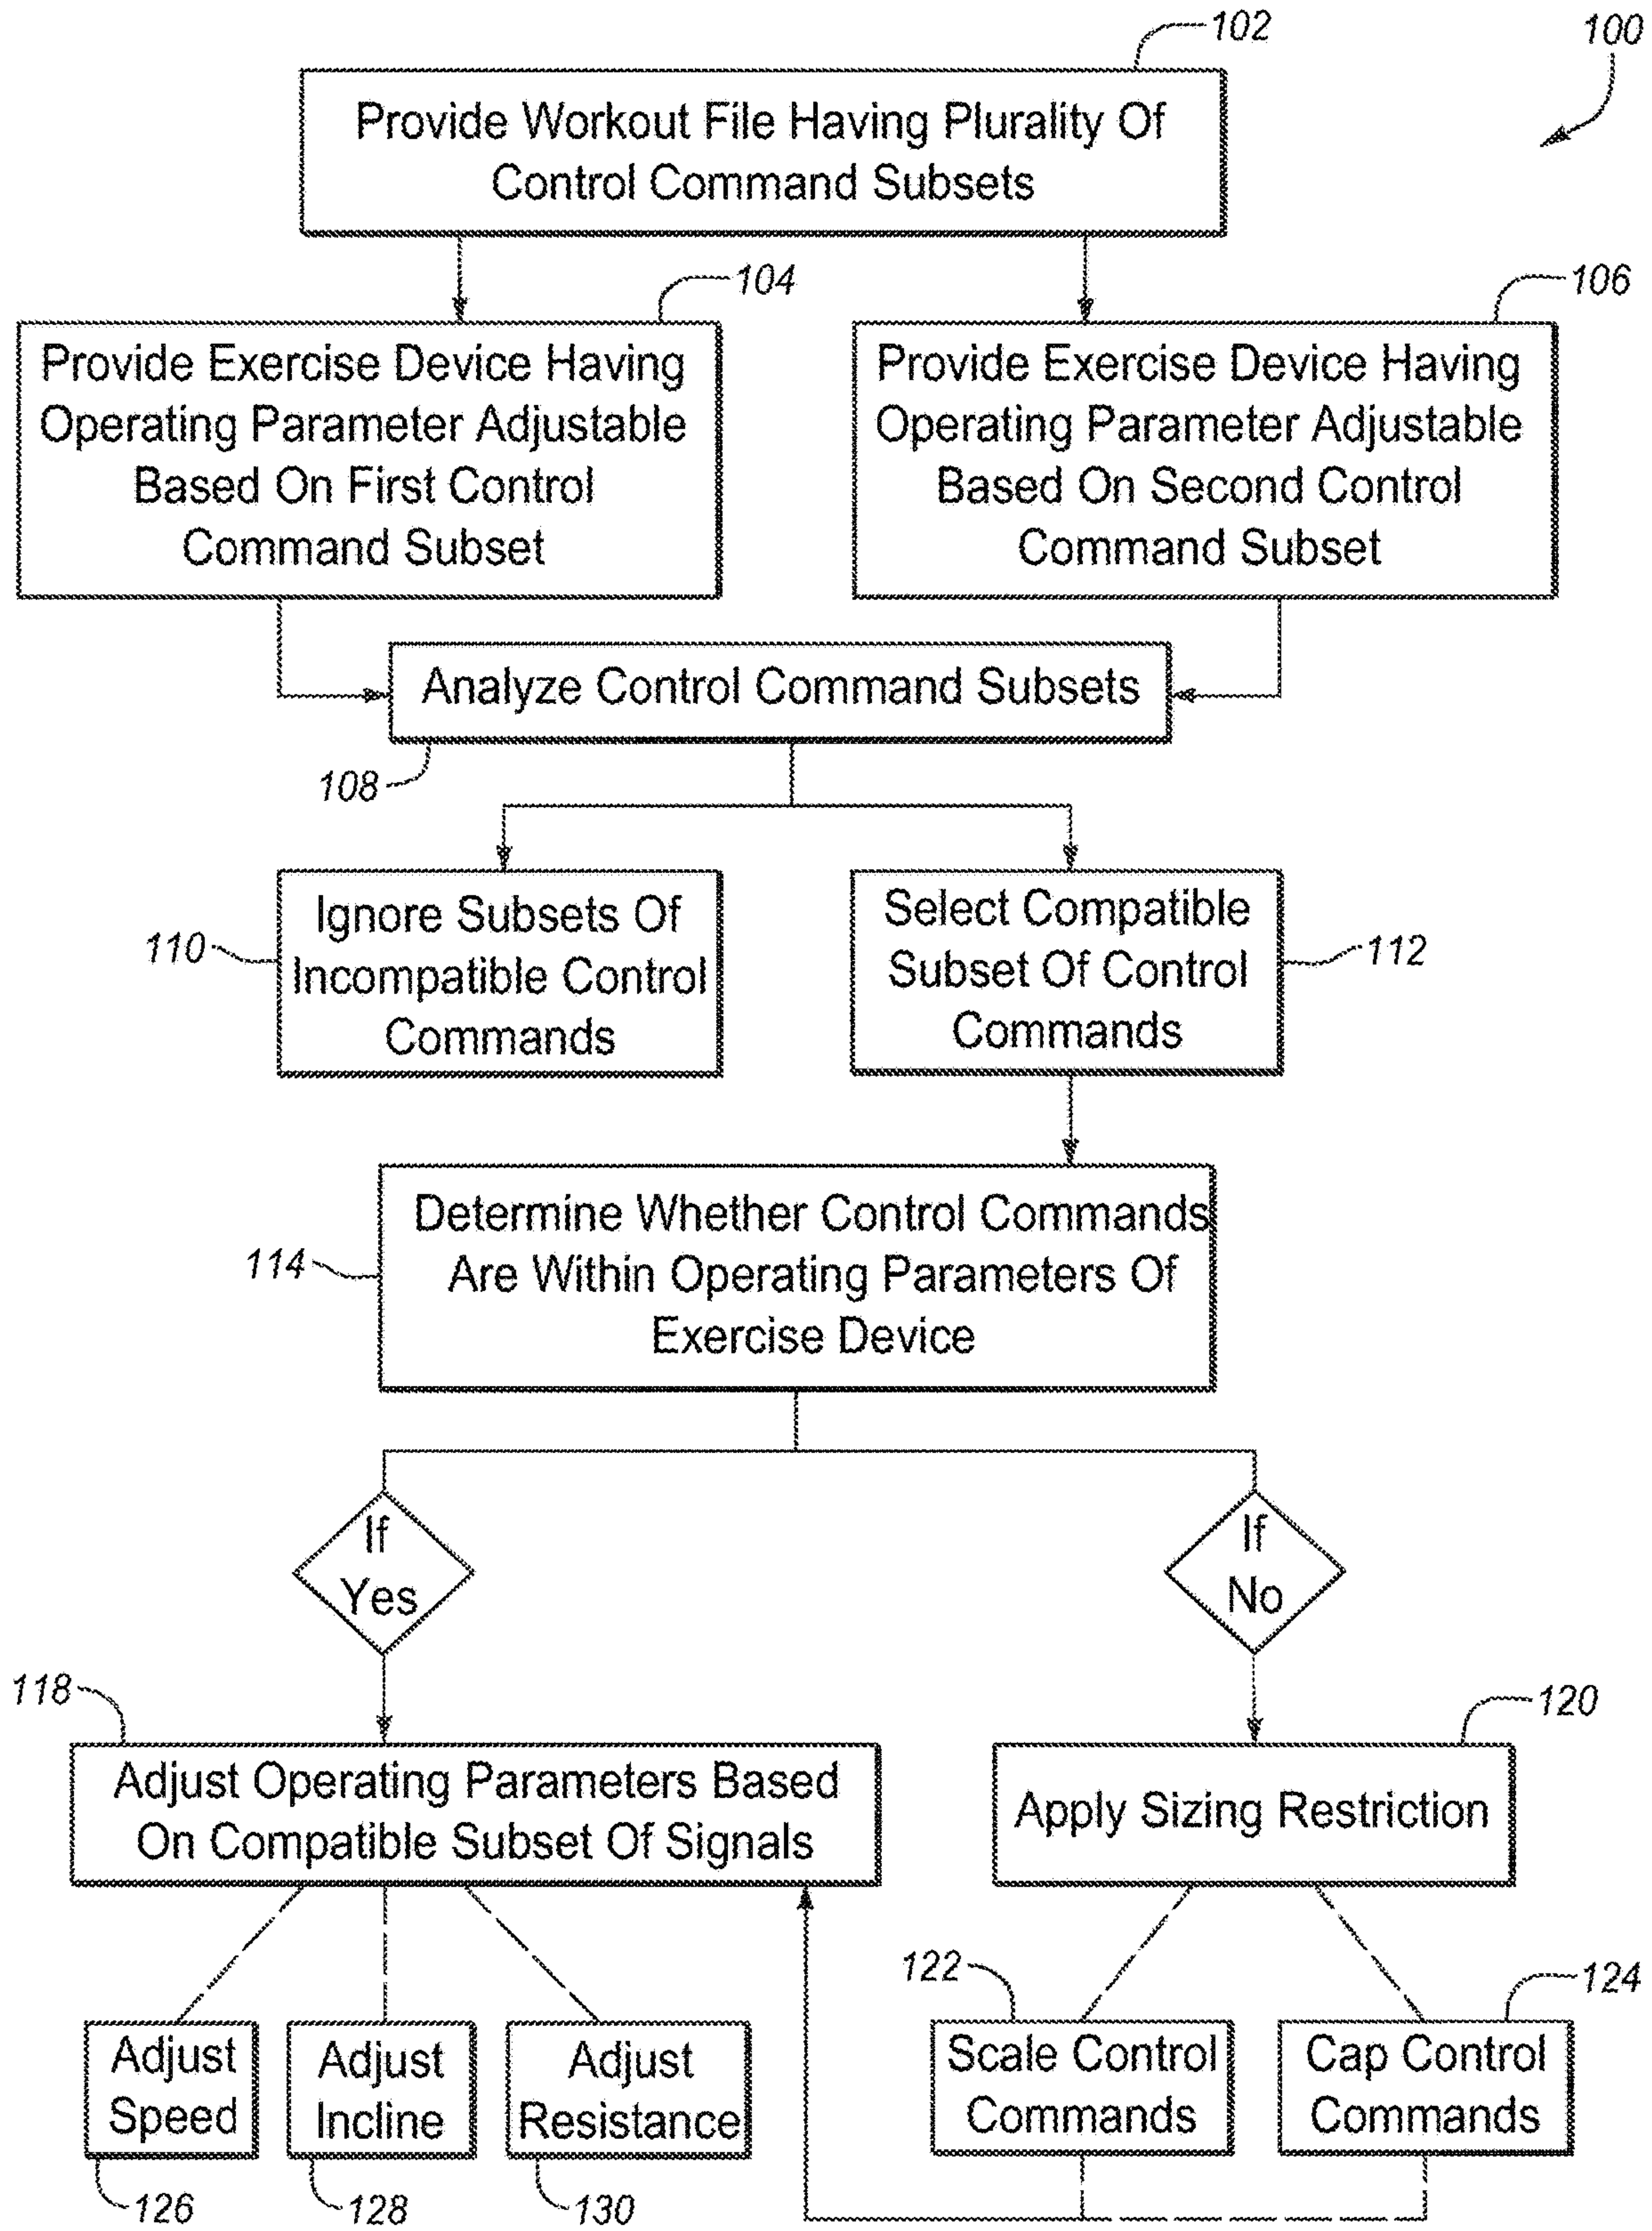 102
100
Provide Workout File Having Plurality Of
Control Command Subsets
104
106
Provide Exercise Device Having
Operating Parameter Adjustable
Based On First Control
Command Subset
Provide Exercise Device Having
Operating Parameter Adjustable
Based On Second Control
Command Subset
Analyze Control Command Subsets
108
110
Ignore Subsets Of
Incompatible Control
Commands
Select Compatible
Subset Of Control
Commands
112
114
Determine Whether Control Commands
Are Within Operating Parameters Of
Exercise Device
If
Yes
If
No
118
120
Adjust Operating Parameters Based
On Compatible Subset Of Signals
Apply Sizing Restriction
122
124
Adjust
Speed
Adjust
Incline
Adjust
Resistance
Scale Control
Commands
Cap Control
Commands
126
128
130